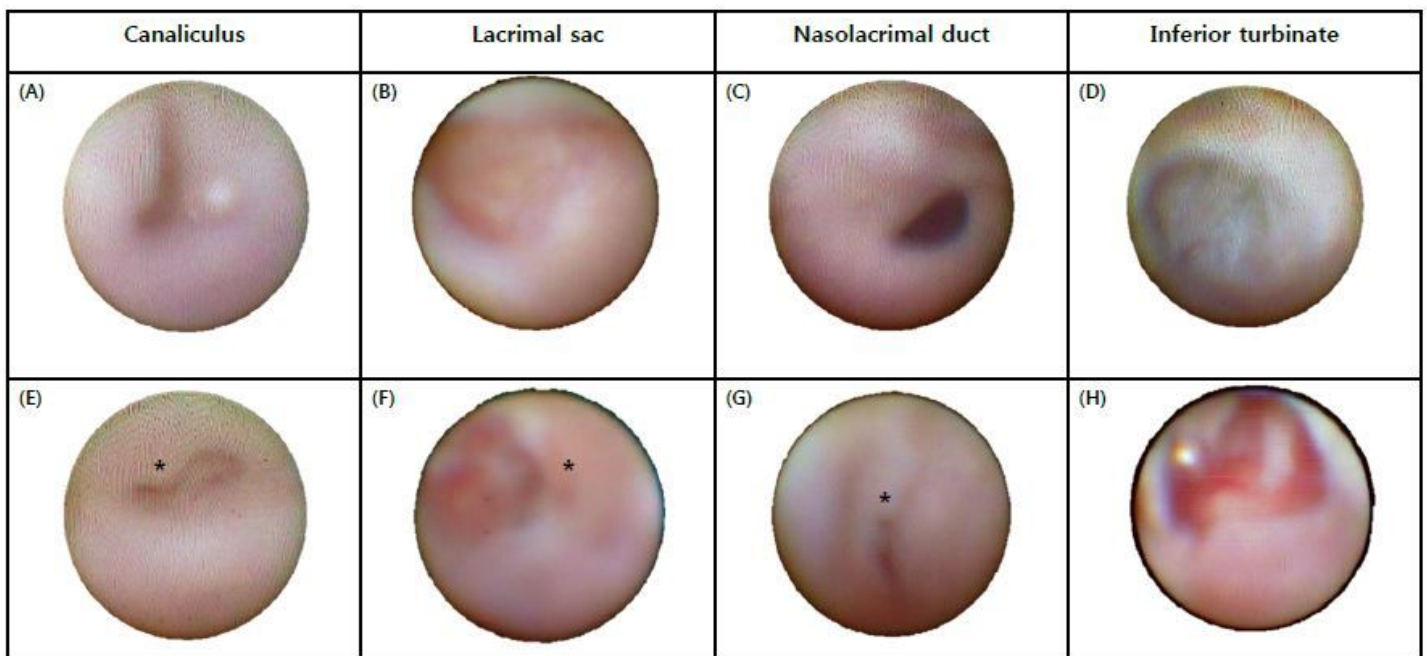 Canaliculus Lacrimal sac Nasolacrimal duct Inferior turbinate
(A) (B) (C) (D)
(E) (F) (G) (H)
* * *